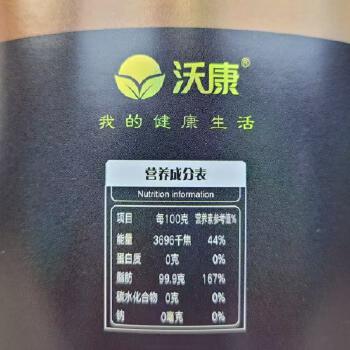 沃康®
我的健康生活
营养成分表
Nutrition information
项目 每100克 营养素参考值%
能量 3696千焦 44%
蛋白质 0克 0%
脂肪 99.9克 167%
碳水化合物 0克 0%
钠 0毫克 0%